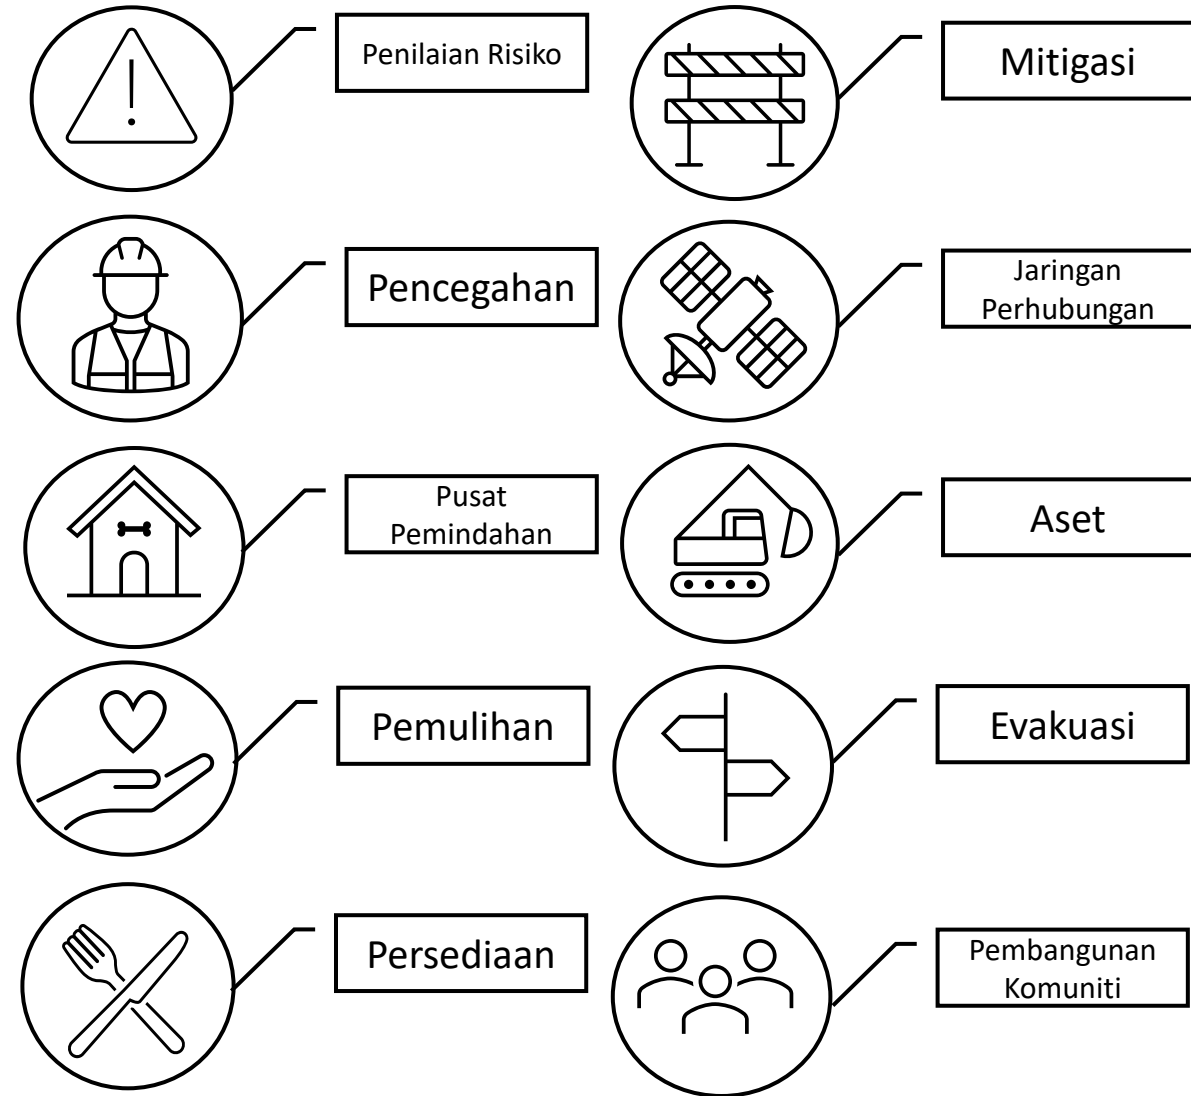 Penilaian Risiko
Mitigasi
Pencegahan
Jaringan
Perhubungan
Pusat
Pemindahan
Aset
Pemulihan
Evakuasi
Persediaan
Pembangunan
Komuniti